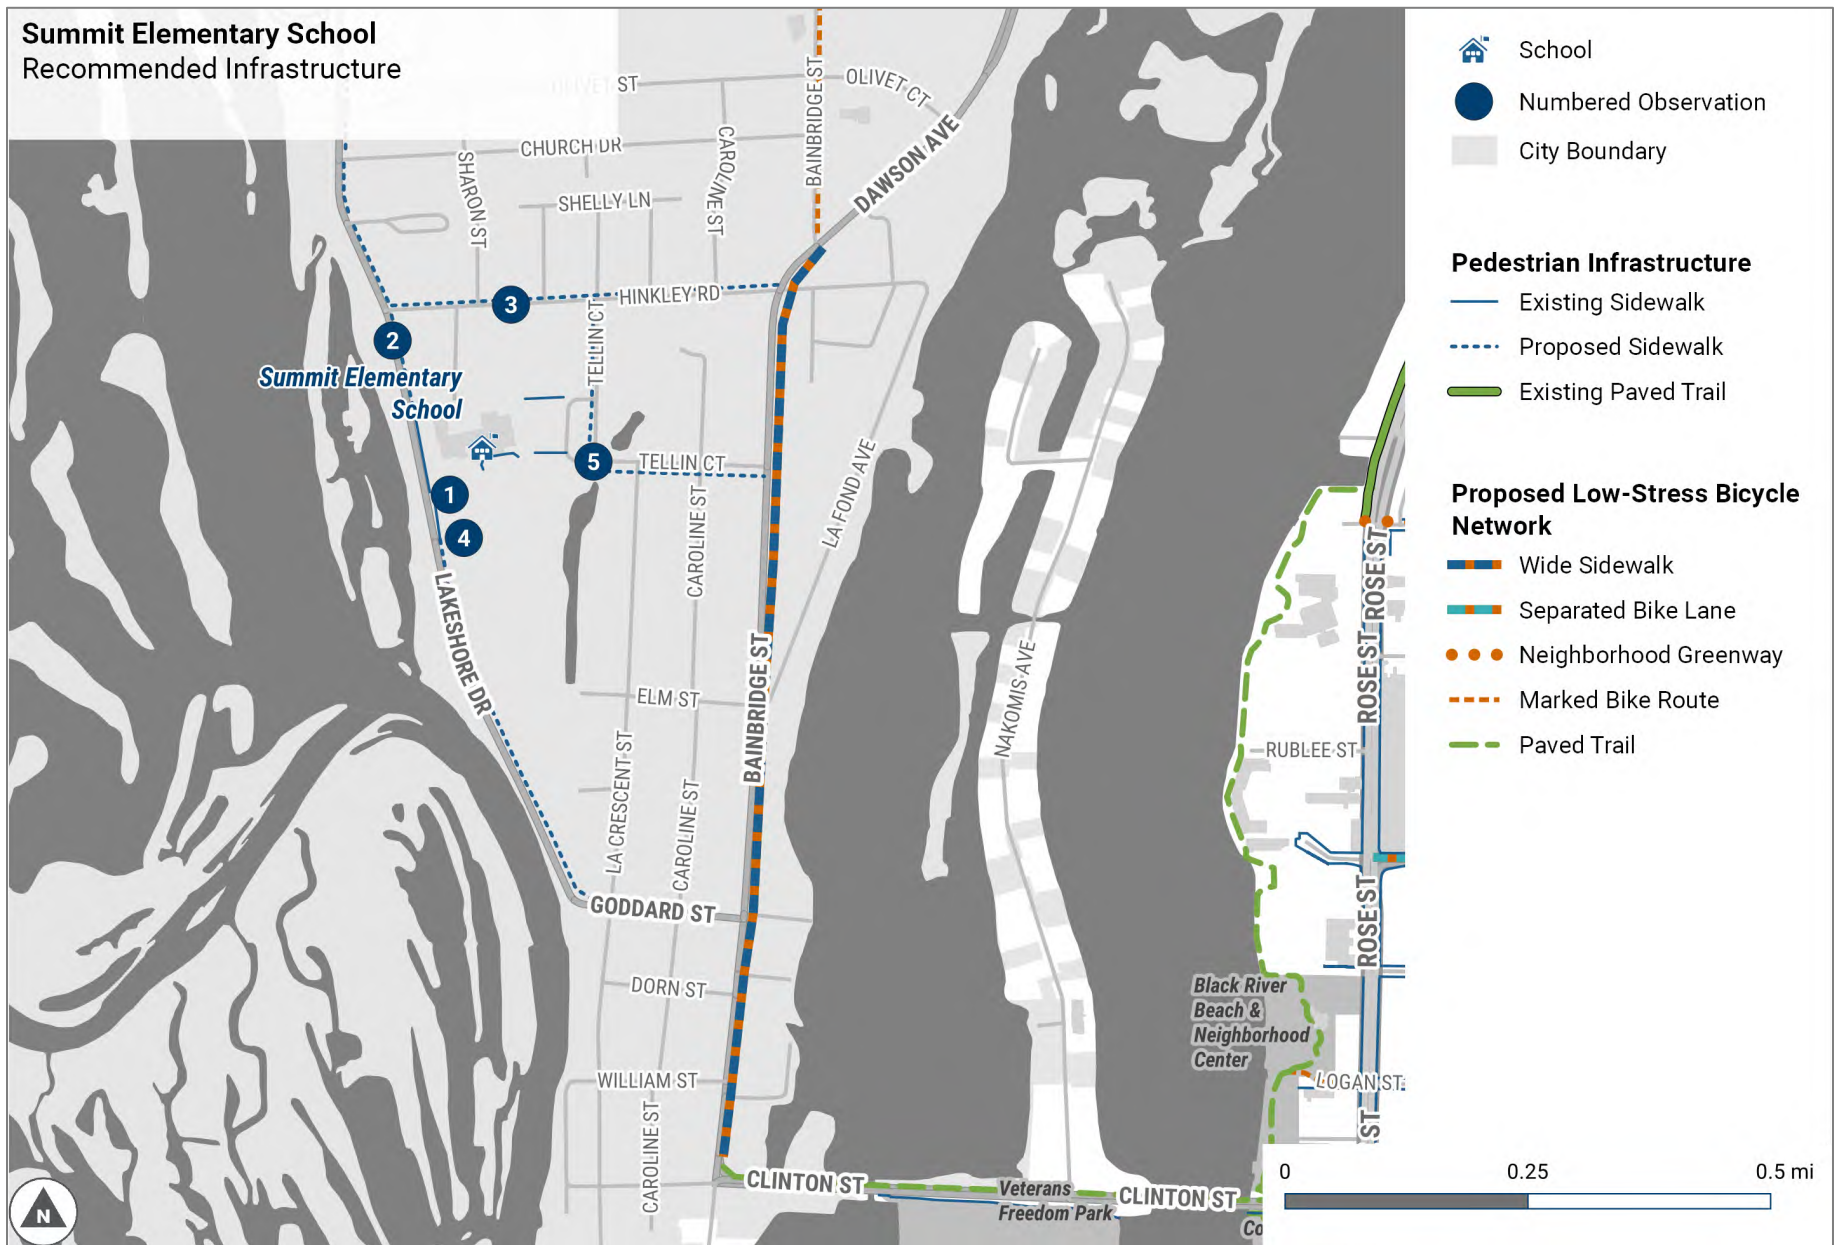 Summit Elementary School
Recommended Infrastructure
OLIVET ST
OLIVET CT
BAINBRIDGE ST
DAWSON AVE
CHURCH DR
CAROLINE ST
SHARON ST
SHELLY LN
HINKLEY RD
3
2
TELLIN CT
Summit Elementary
School
5
TELLIN CT
1
4
CAROLINE ST
LA FOND AVE
LAKESHORE DR
BAINBRIDGE ST
ELM ST
NAKOMIS AVE
LA CRESCENT ST
CAROLINE ST
GODDARD ST
DORN ST
WILLIAM ST
CAROLINE ST
CLINTON ST
Veterans
Freedom Park
CLINTON ST
Co
ROSE ST
ROSE ST
RUBLEE ST
ROSE ST
Black River
Beach &
Neighborhood
Center
LOGAN ST
ST
N
School
Numbered Observation
City Boundary
Pedestrian Infrastructure
Existing Sidewalk
Proposed Sidewalk
Existing Paved Trail
Proposed Low-Stress Bicycle
Network
Wide Sidewalk
Separated Bike Lane
Neighborhood Greenway
Marked Bike Route
Paved Trail
0 0.25 0.5 mi